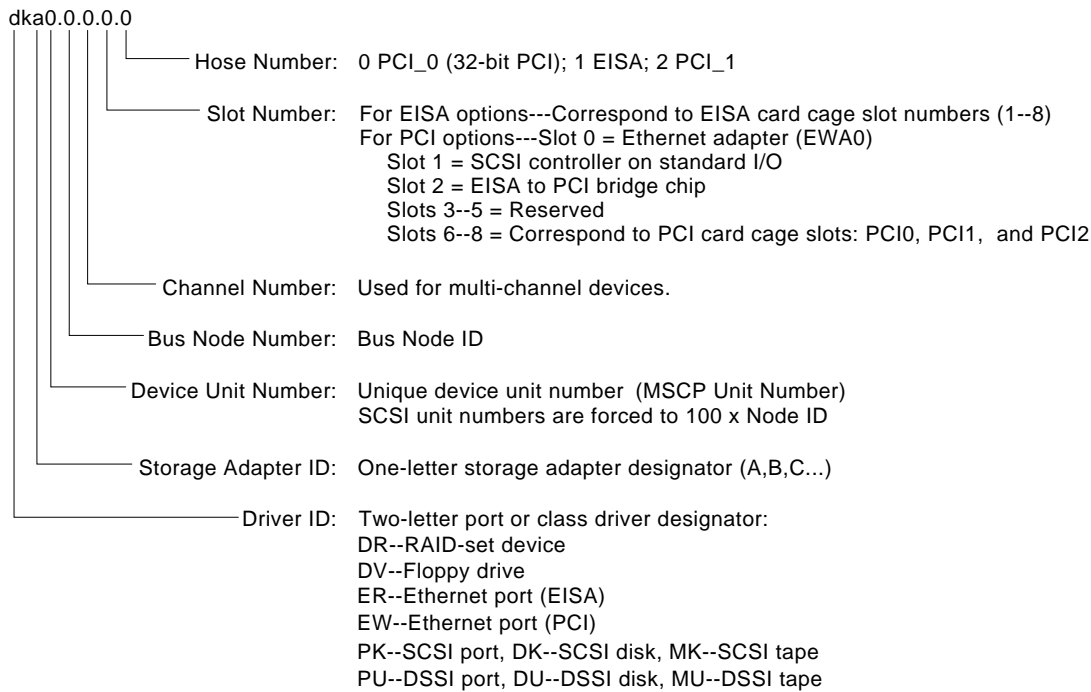 dka0.0.0.0.0
Hose Number: 0 PCI_0 (32-bit PCI); 1 EISA; 2 PCI_1
Slot Number: For EISA options---Correspond to EISA card cage slot numbers (1--8)
For PCI options---Slot 0 = Ethernet adapter (EWA0)
Slot 1 = SCSI controller on standard I/O
Slot 2 = EISA to PCI bridge chip
Slots 3--5 = Reserved
Slots 6--8 = Correspond to PCI card cage slots: PCI0, PCI1, and PCI2
Channel Number: Used for multi-channel devices.
Bus Node Number: Bus Node ID
Device Unit Number: Unique device unit number (MSCP Unit Number)
SCSI unit numbers are forced to 100 x Node ID
Storage Adapter ID: One-letter storage adapter designator (A,B,C...)
Driver ID: Two-letter port or class driver designator:
DR--RAID-set device
DV--Floppy drive
ER--Ethernet port (EISA)
EW--Ethernet port (PCI)
PK--SCSI port, DK--SCSI disk, MK--SCSI tape
PU--DSSI port, DU--DSSI disk, MU--DSSI tape